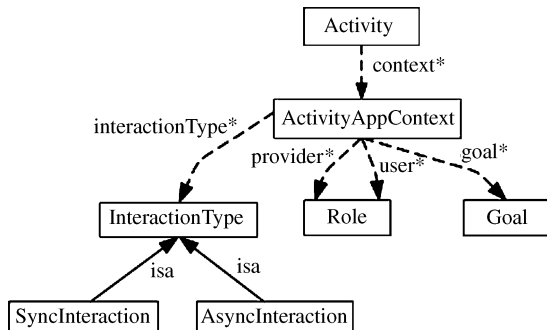 Activity
context*
ActivityAppContext
interactionType*
provider*
user*
goal*
InteractionType
Role
Goal
isa
isa
SyncInteraction
AsyncInteraction